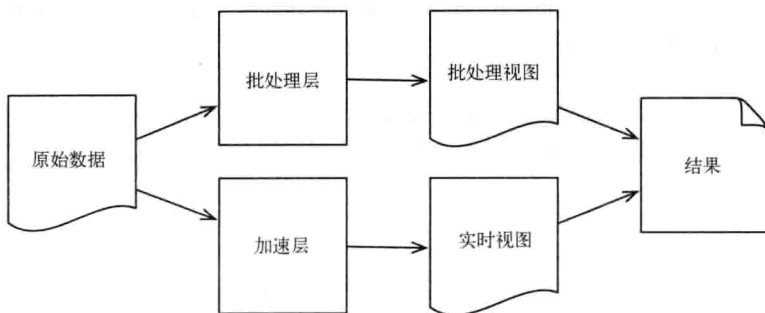 批处理层
批处理视图
原始数据
结果
加速层
实时视图